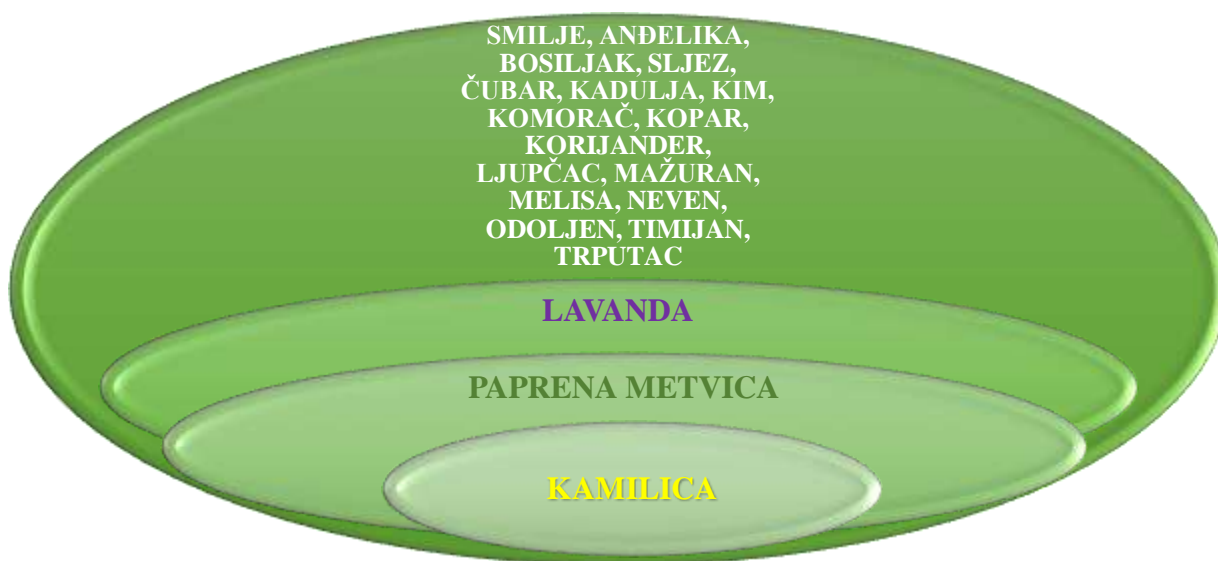 SMILJE, ANĐELIKA,
BOSILJAK, SLJEZ,
ČUBAR, KADULJA, KIM,
KOMORAČ, KOPAR,
KORIJANDER,
LJUPČAC, MAŽURAN,
MELISA, NEVEN,
ODOLJEN, TIMIJAN,
TRPUTAC
LAVANDA
PAPRENA METVICA
KAMILICA